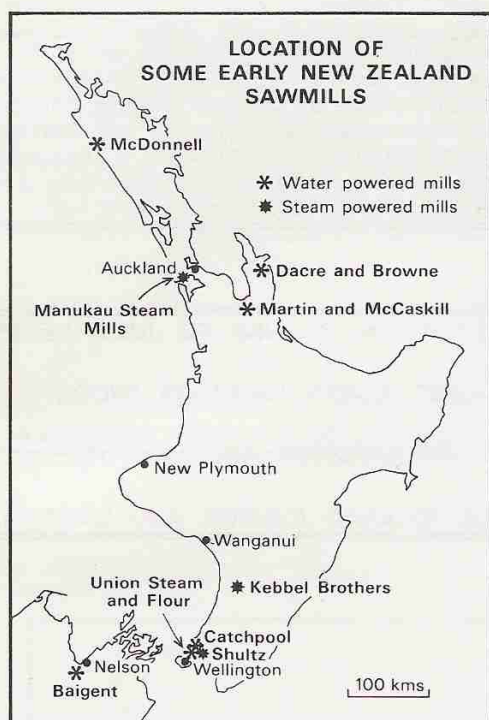 LOCATION OF
SOME EARLY NEW ZEALAND
SAWMILLS
McDonnell
Water powered mills
Steam powered mills
Auckland
Dacre and Browne
Manukau Steam
Mills
Martin and McCaskill
New Plymouth
Wanganui
Union Steam
and Flour
Kebbel Brothers
Catchpool
Shultz
Nelson
Wellington
Baigent
100 kms